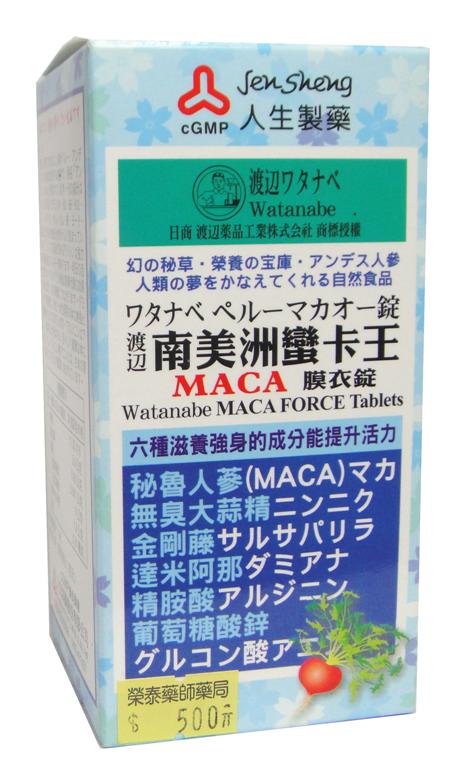 Jen Sheng
cGMP 人生製藥
渡辺ワタナベ
Watanabe
日商 渡辺薬品工業株式会社 商標授權
幻の秘草・榮養の宝庫・アンデス人參
人類の夢をかなえてくれる自然食品
ワタナベ ペルーマカオー錠
渡辺 南美洲蠻卡王
MACA 膜衣錠
Watanabe MACA FORCE Tablets
六種滋養強身的成分能提升活力
秘魯人蔘(MACA)マカ
無臭大蒜精ニンニク
金剛藤サルサパリラ
達米阿那ダミアナ
精胺酸アルジニン
葡萄糖酸鋅
グルコン酸アニ
榮泰藥師藥局
$ 500